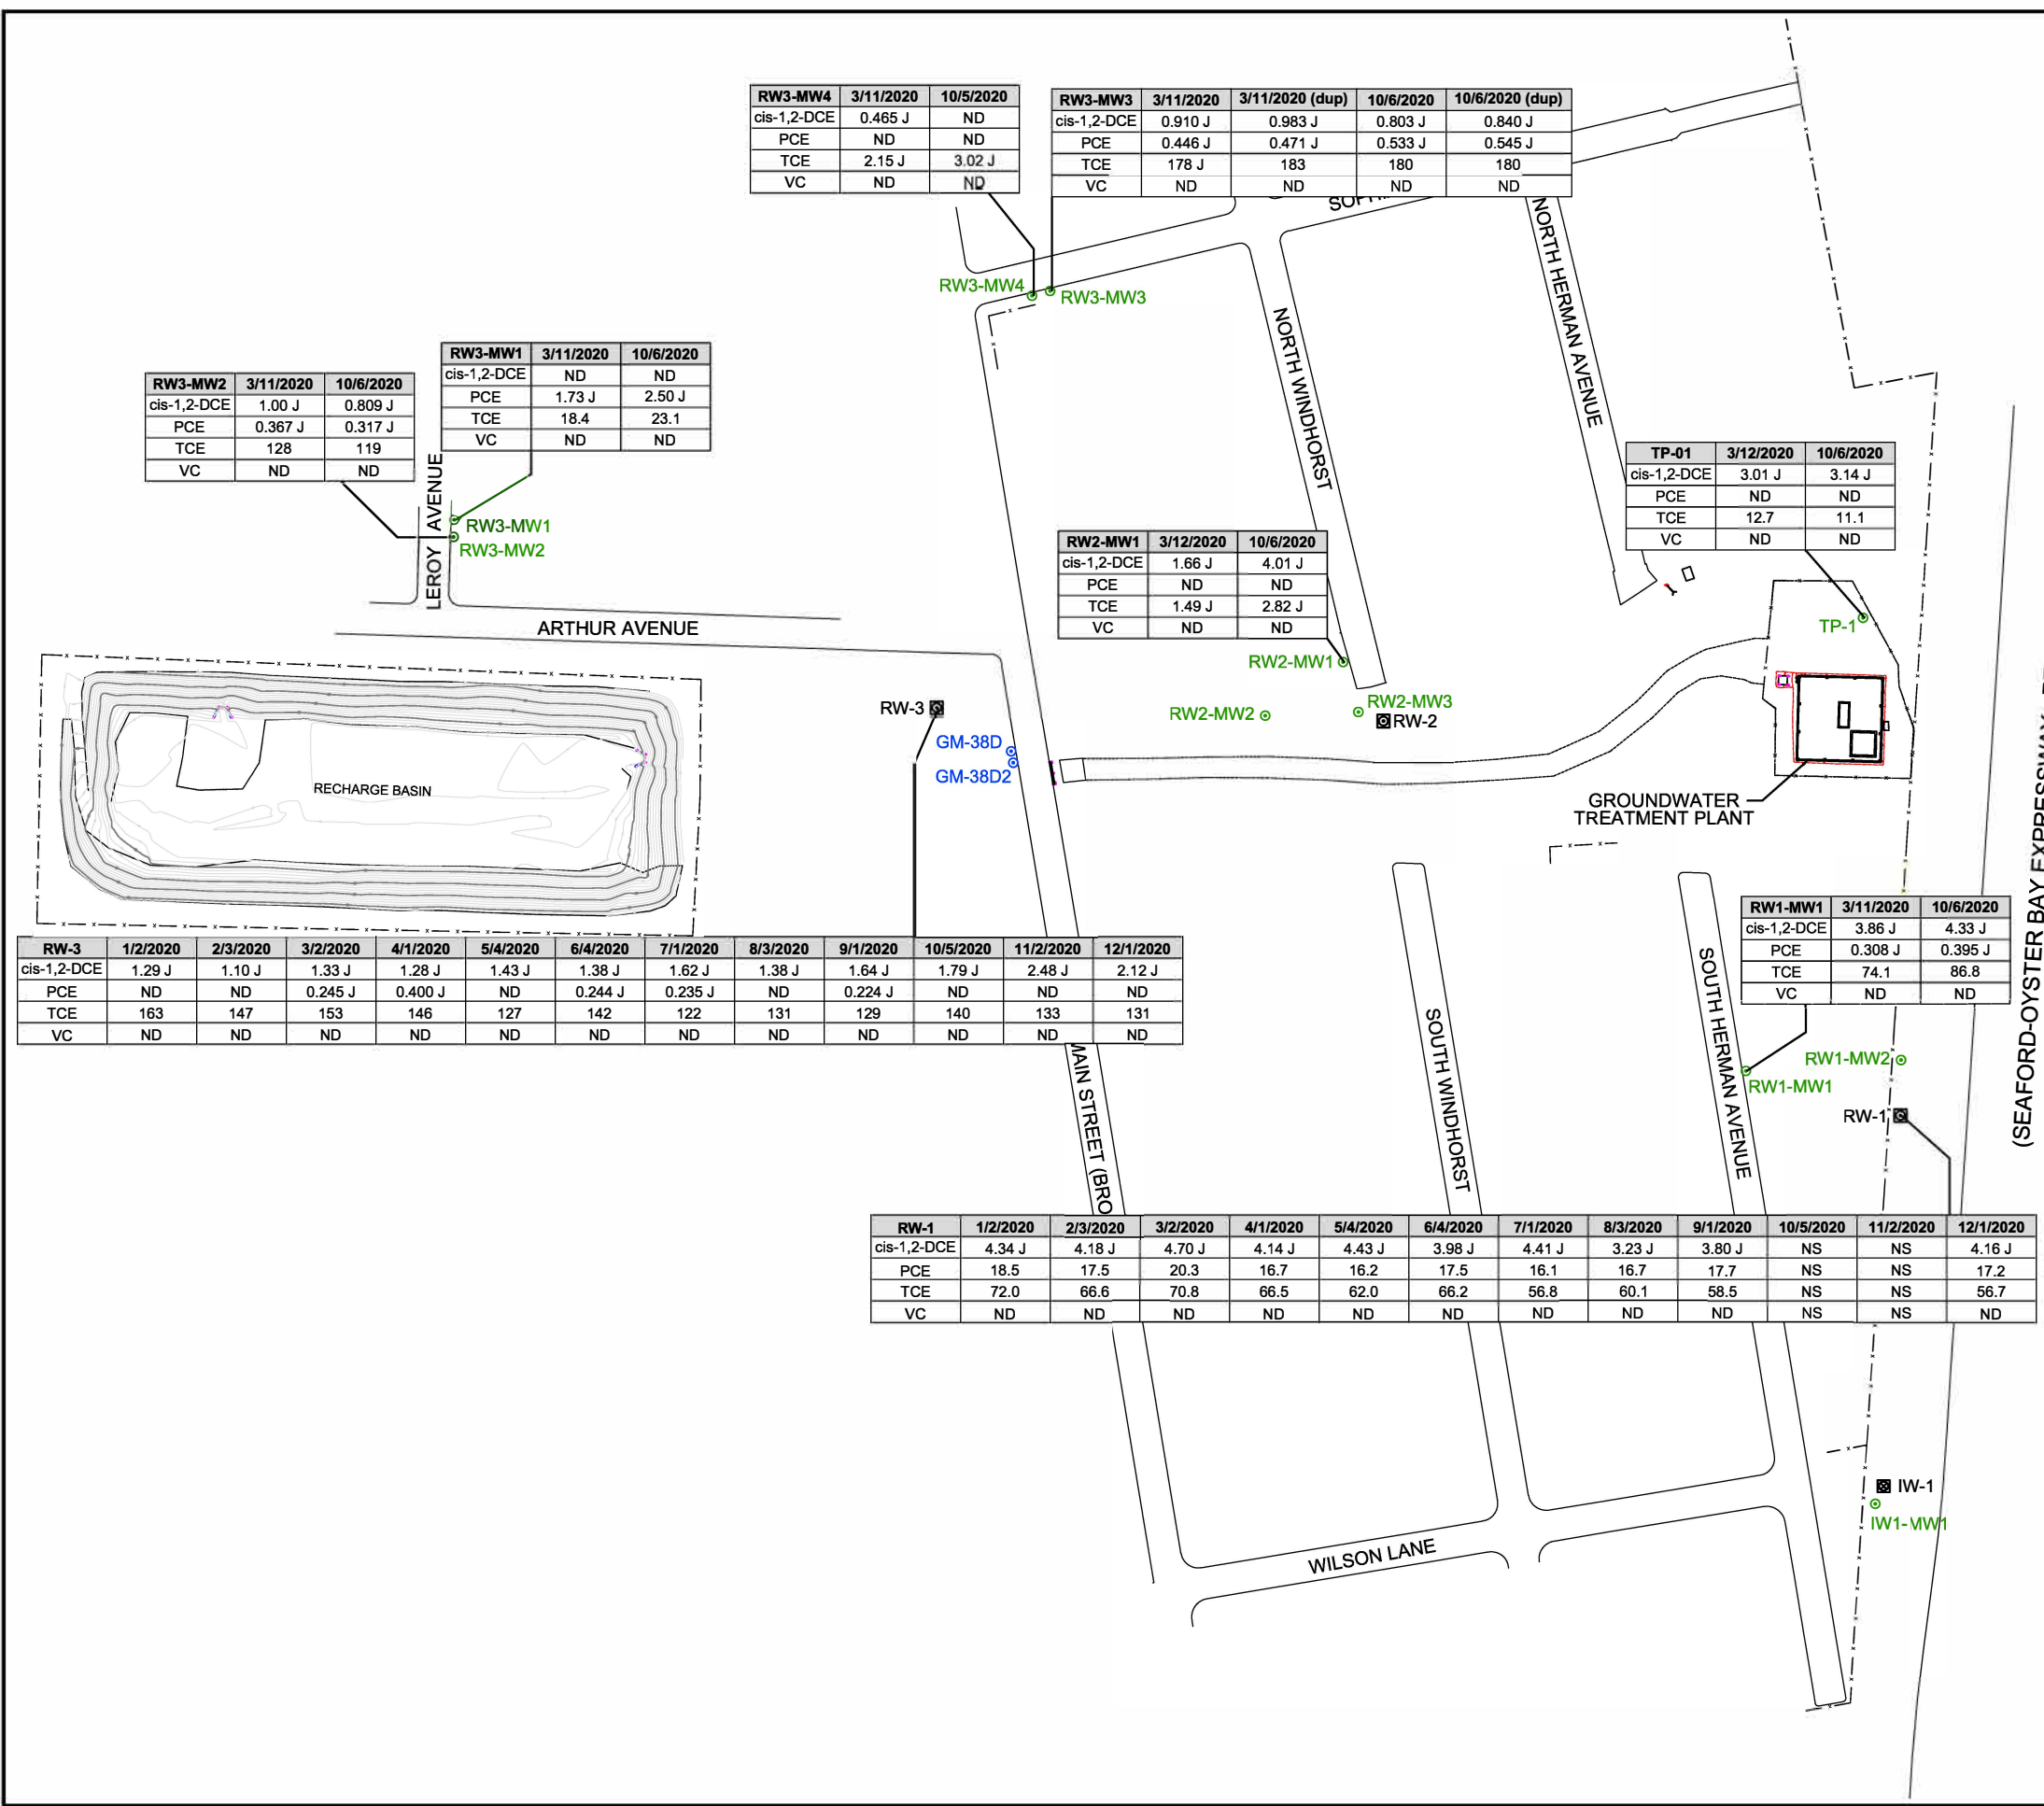 RW3-MW4 3/11/2020 10/5/2020
cis-1,2-DCE 0.465 J ND
PCE ND ND
TCE 2.15 J 3.02 J
VC ND ND
RW3-MW3 3/11/2020 3/11/2020 (dup) 10/6/2020 10/6/2020 (dup)
cis-1,2-DCE 0.910 J 0.983 J 0.803 J 0.840 J
PCE 0.446 J 0.471 J 0.533 J 0.545 J
TCE 178 J 183 180 180
VC ND ND ND ND
NORTH HERMAN AVENUE
RW3-MW4
RW3-MW3
NORTH WINDHORST
RW3-MW1 3/11/2020 10/6/2020
cis-1,2-DCE ND ND
PCE 1.73 J 2.50 J
TCE 18.4 23.1
VC ND ND
RW3-MW2 3/11/2020 10/6/2020
cis-1,2-DCE 1.00 J 0.809 J
PCE 0.367 J 0.317 J
TCE 128 119
VC ND ND
TP-01 3/12/2020 10/6/2020
cis-1,2-DCE 3.01 J 3.14 J
PCE ND ND
TCE 12.7 11.1
VC ND ND
LEROY AVENUE
RW3-MW1
RW3-MW2
RW2-MW1 3/12/2020 10/6/2020
cis-1,2-DCE 1.66 J 4.01 J
PCE ND ND
TCE 1.49 J 2.82 J
VC ND ND
ARTHUR AVENUE
TP-1
RW2-MW1
RW2-MW3
RW2-MW2
RW-2
RW-3
GM-38D
GM-38D2
RECHARGE BASIN
GROUNDWATER
TREATMENT PLANT
(SEAFORD-OYSTER BAY EXPRESSWAY
RW1-MW1 3/11/2020 10/6/2020
cis-1,2-DCE 3.86 J 4.33 J
PCE 0.308 J 0.395 J
TCE 74.1 86.8
VC ND ND
RW-3 1/2/2020 2/3/2020 3/2/2020 4/1/2020 5/4/2020 6/4/2020 7/1/2020 8/3/2020 9/1/2020 10/5/2020 11/2/2020 12/1/2020
cis-1,2-DCE 1.29 J 1.10 J 1.33 J 1.28 J 1.43 J 1.38 J 1.62 J 1.38 J 1.64 J 1.79 J 2.48 J 2.12 J
PCE ND ND 0.245 J 0.400 J ND 0.244 J 0.235 J ND 0.224 J ND ND ND
TCE 163 147 153 146 127 142 122 131 129 140 133 131
VC ND ND ND ND ND ND ND ND ND ND ND ND
MAIN STREET (BRO
SOUTH WINDHORST
SOUTH HERMAN AVENUE
RW1-MW2
RW1-MW1
RW-1
RW-1 1/2/2020 2/3/2020 3/2/2020 4/1/2020 5/4/2020 6/4/2020 7/1/2020 8/3/2020 9/1/2020 10/5/2020 11/2/2020 12/1/2020
cis-1,2-DCE 4.34 J 4.18 J 4.70 J 4.14 J 4.43 J 3.98 J 4.41 J 3.23 J 3.80 J NS NS 4.16 J
PCE 18.5 17.5 20.3 16.7 16.2 17.5 16.1 16.7 17.7 NS NS 17.2
TCE 72.0 66.6 70.8 66.5 62.0 66.2 56.8 60.1 58.5 NS NS 56.7
VC ND ND ND ND ND ND ND ND ND NS NS ND
IW-1
IW1-MW1
WILSON LANE